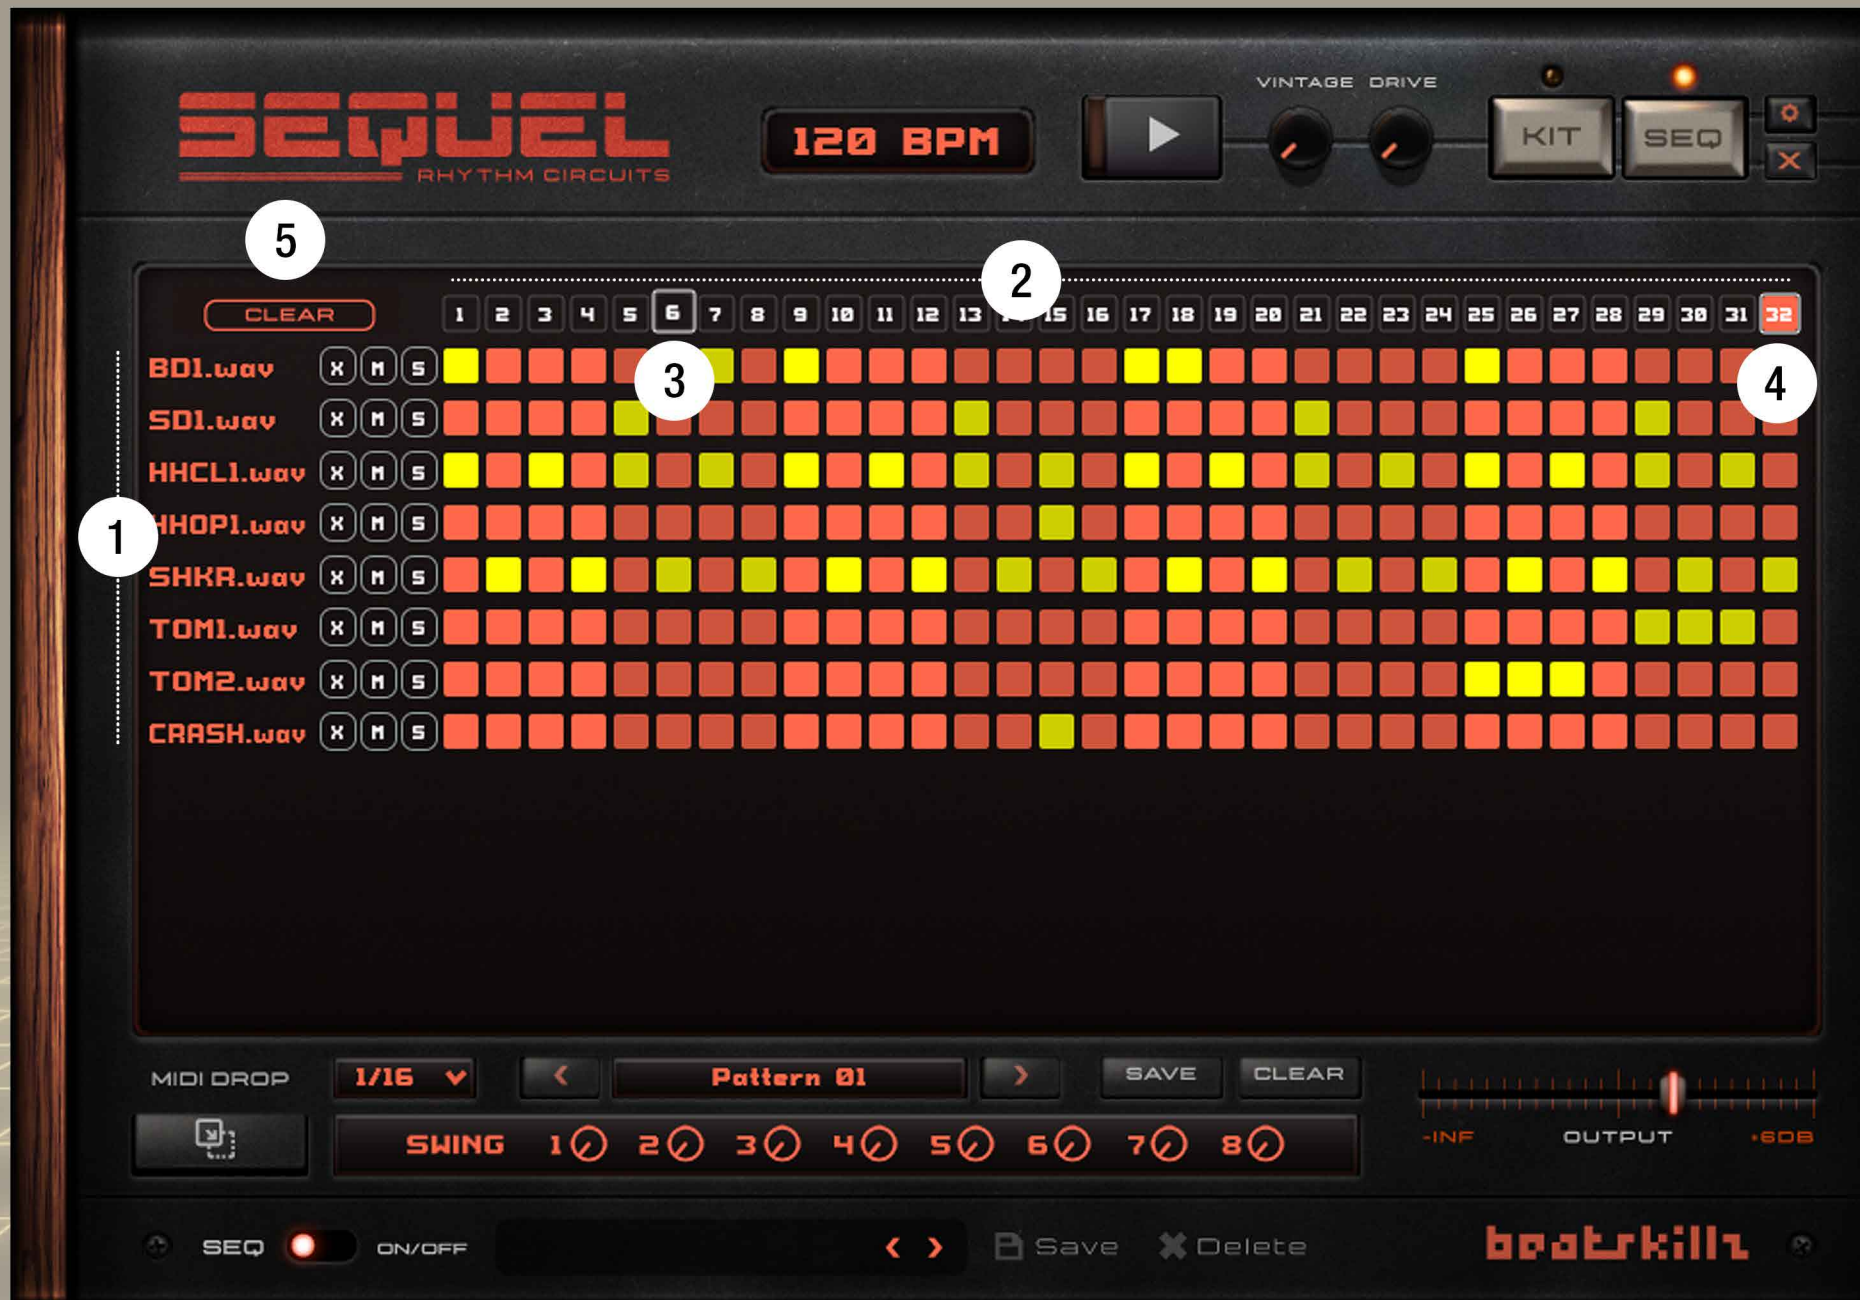 SEQUEL
RHYTHM CIRCUITS
120 BPM
VINTAGE DRIVE
KIT SEQ
5
2
CLEAR
1 2 3 4 5 6 7 8 9 10 11 12 13 15 16 17 18 19 20 21 22 23 24 25 26 27 28 29 30 31 32
BD1.wav X M S
3
4
SD1.wav X M S
HHCL1.wav X M S
1
HHOP1.wav X M S
SHKR.wav X M S
TOM1.wav X M S
TOM2.wav X M S
CRASH.wav X M S
MIDI DROP 1/16 Pattern 01 SAVE CLEAR
SWING 1 2 3 4 5 6 7 8
-INF OUTPUT +6DB
SEQ ON/OFF Save Delete
beatskillz